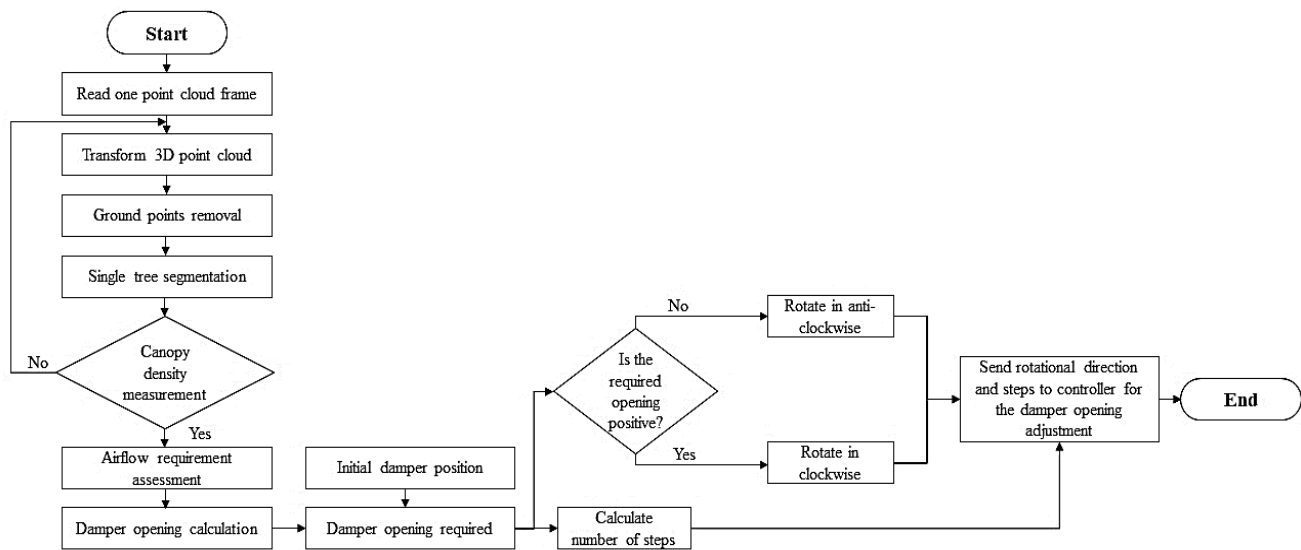 Start
Read one point cloud frame
Transform 3D point cloud
Ground points removal
Single tree segmentation
Canopy
density
measurement
No
Yes
Airflow requirement
assessment
Damper opening calculation
Initial damper position
Damper opening required
Is the
required
opening
positive?
No
Yes
Rotate in anti-
clockwise
Rotate in
clockwise
Calculate
number of steps
Send rotational direction
and steps to controller for
the damper opening
adjustment
End